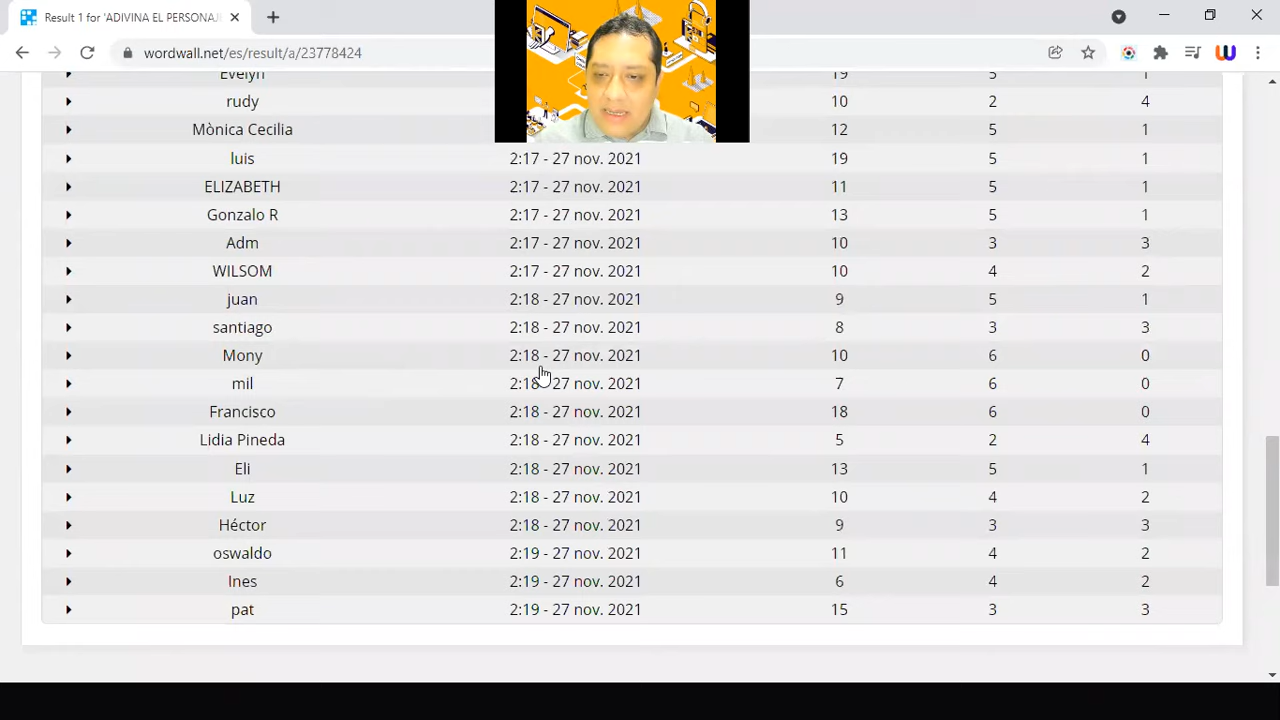 Result 1 for 'ADIVINA EL PERSONAJ
wordwall.net/es/result/a/23778424
Evelyn 19 5 1
rudy 10 2 4
Mònica Cecilia 12 5 1
luis 2:17 - 27 nov. 2021 19 5 1
ELIZABETH 2:17 - 27 nov. 2021 11 5 1
Gonzalo R 2:17 - 27 nov. 2021 13 5 1
Adm 2:17 - 27 nov. 2021 10 3 3
WILSOM 2:17 - 27 nov. 2021 10 4 2
juan 2:18 - 27 nov. 2021 9 5 1
santiago 2:18 - 27 nov. 2021 8 3 3
Mony 2:18 - 27 nov. 2021 10 6 0
mil 2:18 27 nov. 2021 7 6 0
Francisco 2:18 - 27 nov. 2021 18 6 0
Lidia Pineda 2:18 - 27 nov. 2021 5 2 4
Eli 2:18 - 27 nov. 2021 13 5 1
Luz 2:18 - 27 nov. 2021 10 4 2
Héctor 2:18 - 27 nov. 2021 9 3 3
oswaldo 2:19 - 27 nov. 2021 11 4 2
Ines 2:19 - 27 nov. 2021 6 4 2
pat 2:19 - 27 nov. 2021 15 3 3